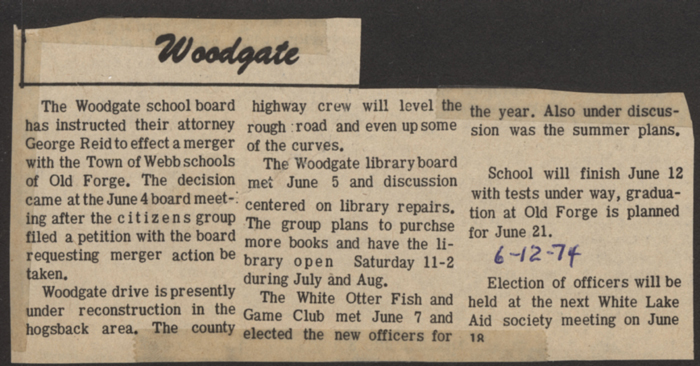 Woodgate
The Woodgate school board
has instructed their attorney
George Reid to effect a merger
with the Town of Webb schools
of Old Forge. The decision
came at the June 4 board meet-
ing after the citizens group
filed a petition with the board
requesting merger action be
taken.
Woodgate drive is presently
under reconstruction in the
hogsback area. The county
highway crew will level the
rough road and even up some
of the curves.
The Woodgate library board
met June 5 and discussion
centered on library repairs.
The group plans to purchse
more books and have the li-
brary open Saturday 11-2
during July and Aug.
The White Otter Fish and
Game Club met June 7 and
elected the new officers for
the year. Also under discus-
sion was the summer plans.
School will finish June 12
with tests under way, gradua-
tion at Old Forge is planned
for June 21.
6-12-74
Election of officers will be
held at the next White Lake
Aid society meeting on June
18